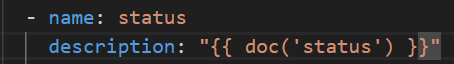 - name: status
description: "{{ doc('status') }}"